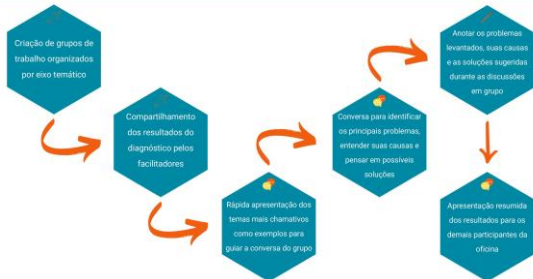 Criação de grupos de
trabalho organizados
por eixo temático
Compartilhamento
dos resultados do
diagnóstico pelos
facilitadores
Rápida apresentação dos
temas mais chamativos
como exemplos para
guiar a conversa do grupo
Conversa para identificar
os principais problemas,
entender suas causas e
pensar em possíveis
soluções
Anotar os problemas
levantados, suas causas
e as soluções sugeridas
durante as discussões
em grupo
Apresentação resumida
dos resultados para os
demais participantes da
oficina